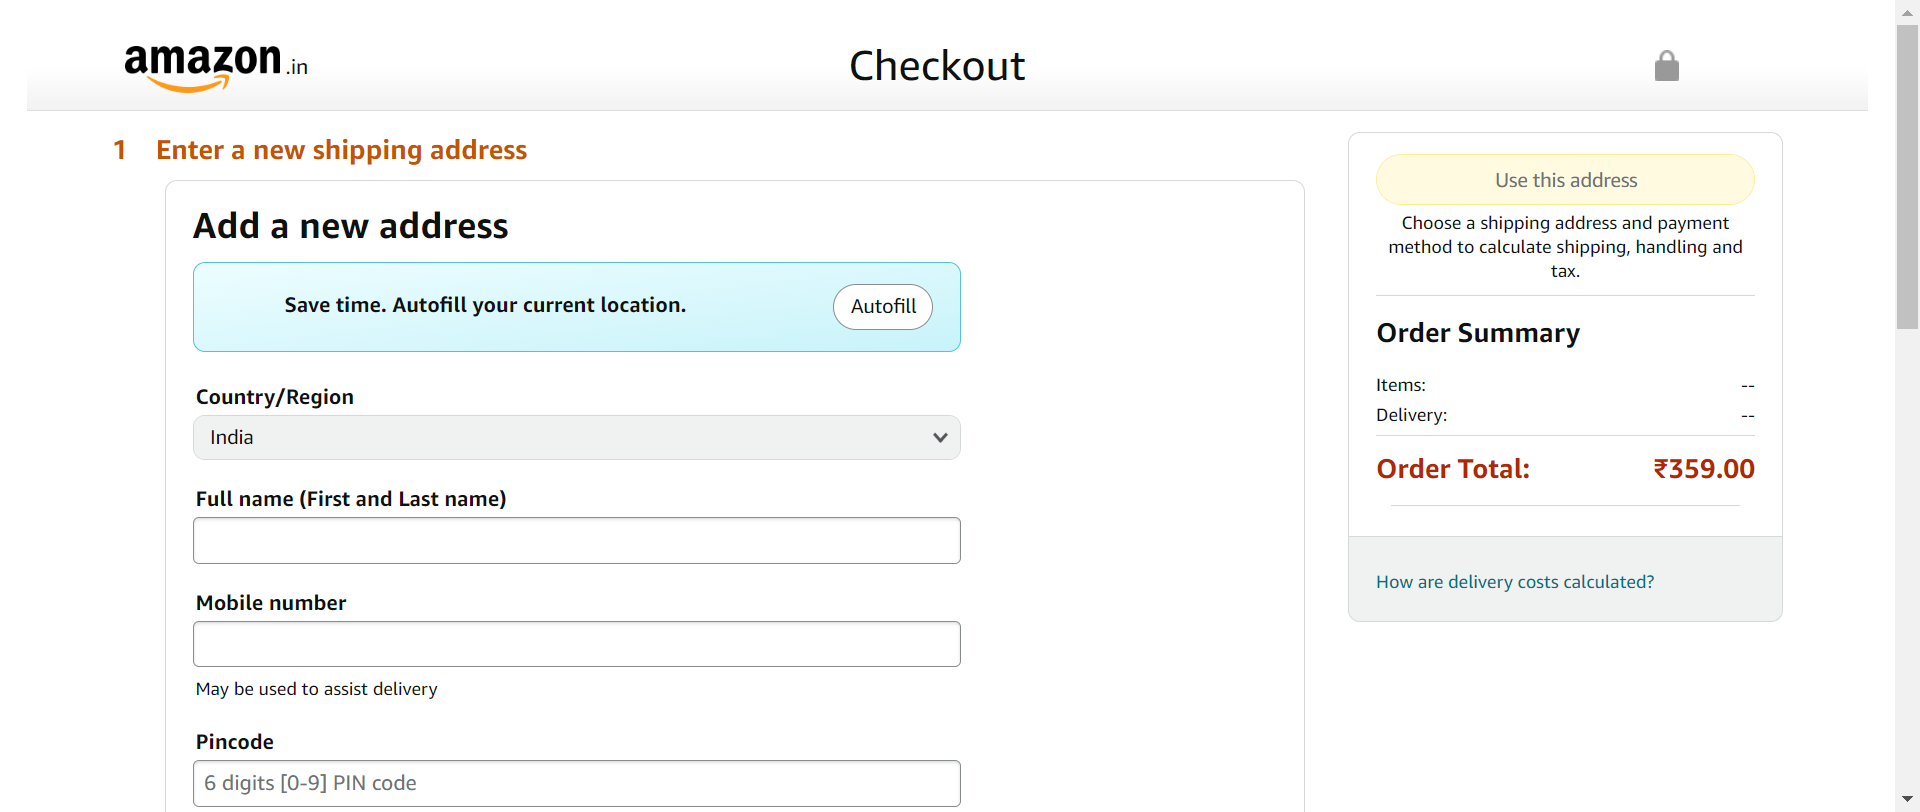 amazon.in
Checkout
1 Enter a new shipping address
Add a new address
Save time. Autofill your current location.
Autofill
Country/Region
India
Full name (First and Last name)
Mobile number
May be used to assist delivery
Pincode
6 digits [0-9] PIN code
Use this address
Choose a shipping address and payment
method to calculate shipping, handling and
tax.
Order Summary
Items: --
Delivery: --
Order Total: ₹359.00
How are delivery costs calculated?